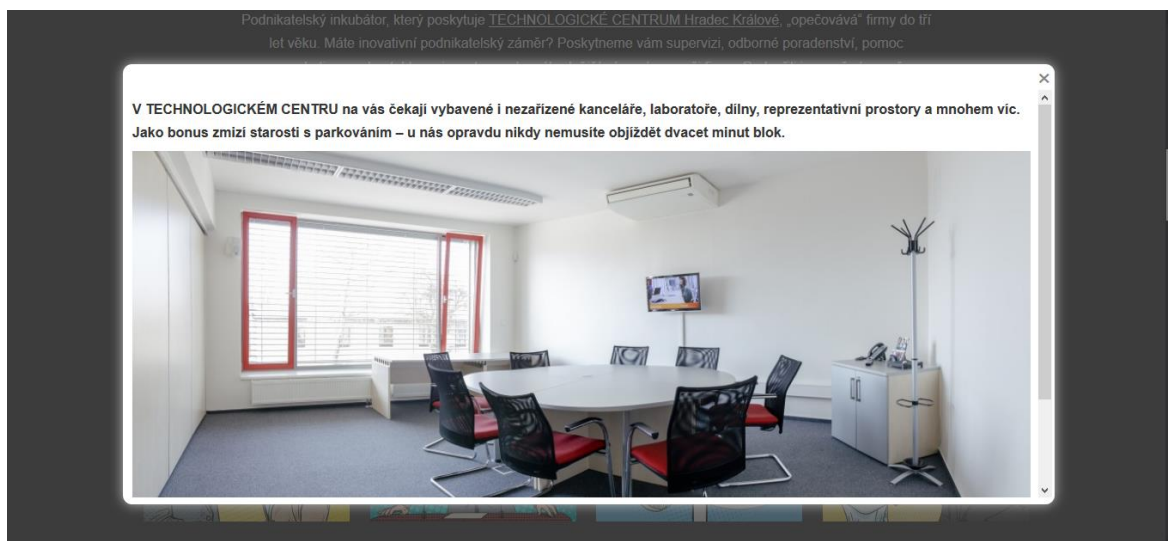 Podnikatelský inkubátor, který poskytuje TECHNOLOGICKÉ CENTRUM Hradec Králové, „opečovává“ firmy do tří
let věku. Máte inovativní podnikatelský záměr? Poskytneme vám supervizi, odborné poradenství, pomoc
V TECHNOLOGICKÉM CENTRU na vás čekají vybavené i nezařízené kanceláře, laboratoře, dílny, reprezentativní prostory a mnohem víc.
Jako bonus zmizí starosti s parkováním – u nás opravdu nikdy nemusíte objíždět dvacet minut blok.